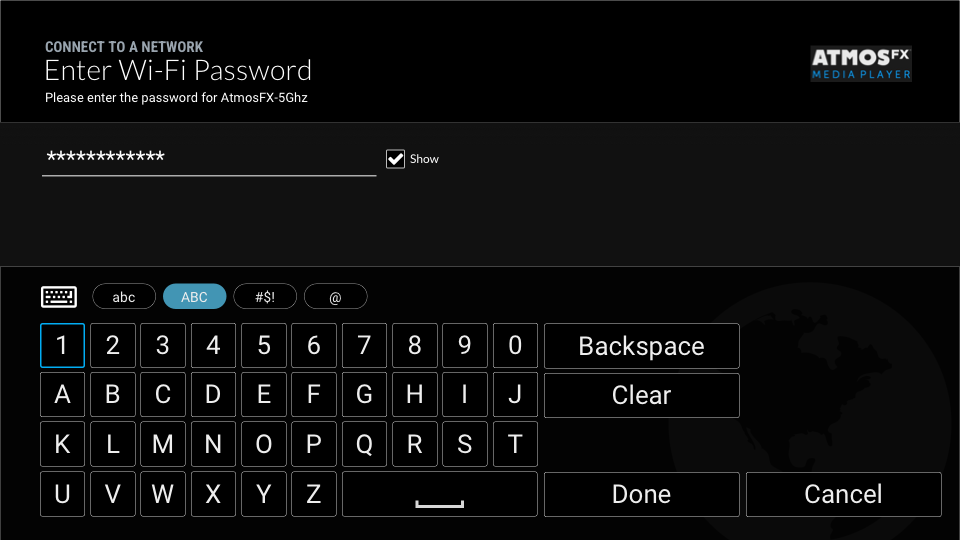 CONNECT TO A NETWORK
Enter Wi-Fi Password
Please enter the password for AtmosFX-5Ghz
ATMOSFX
MEDIA PLAYER
************ Show
abc ABC #$! @
1 2 3 4 5 6 7 8 9 0 Backspace
A B C D E F G H I J Clear
K L M N O P Q R S T
U V W X Y Z Done Cancel